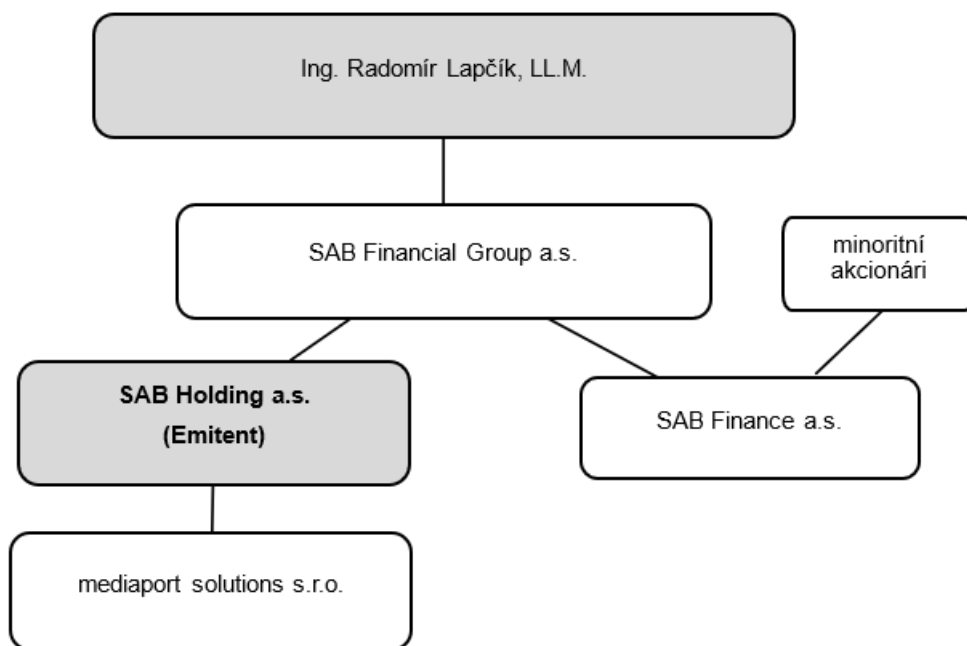 Ing. Radomír Lapčík, LL.M.
SAB Financial Group a.s.
minoritní
akcionári
SAB Holding a.s.
(Emitent)
SAB Finance a.s.
mediaport solutions s.r.o.